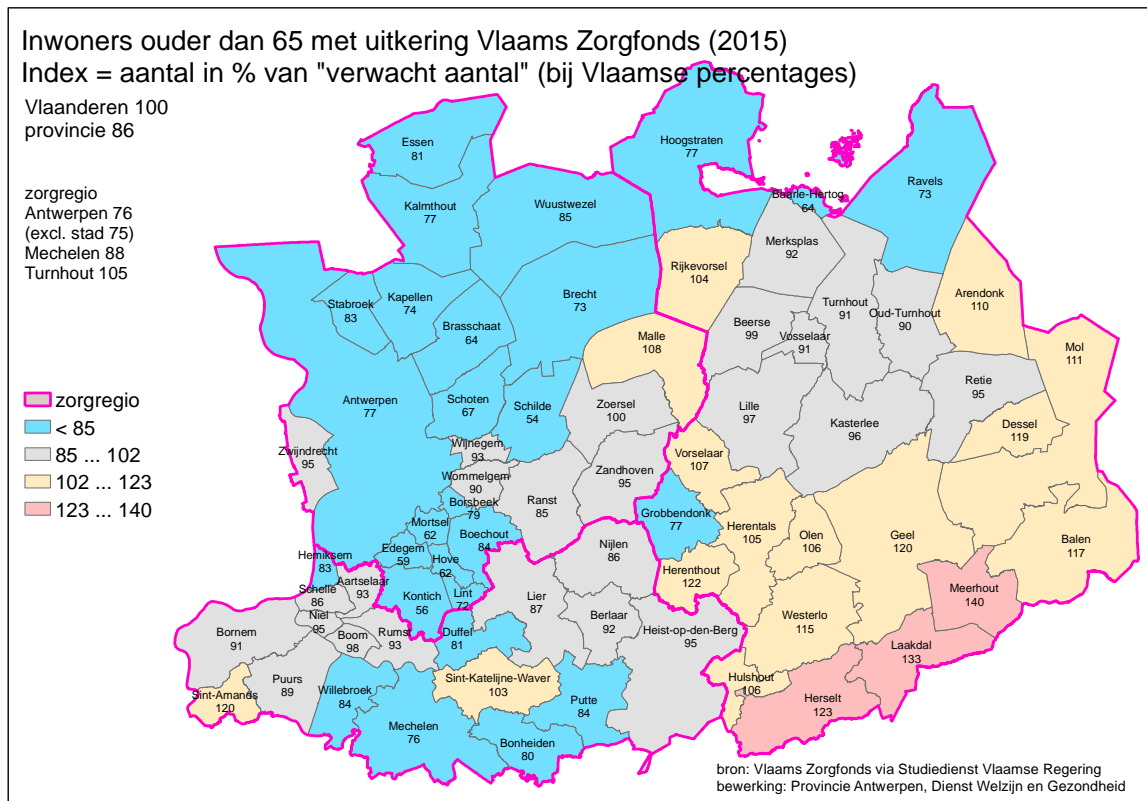 Inwoners ouder dan 65 met uitkering Vlaams Zorgfonds (2015)
Index = aantal in % van "verwacht aantal" (bij Vlaamse percentages)
Vlaanderen 100
provincie 86
zorgregio
Antwerpen 76
(excl. stad 75)
Mechelen 88
Turnhout 105
zorgregio
< 85
85 ... 102
102 ... 123
123 ... 140
Essen
81
Hoogstraten
77
Kalmthout
77
Wuustwezel
85
Baarle-Hertog
64
Ravels
73
Merksplas
92
Rijkevorsel
104
Stabroek
83
Kapellen
74
Brecht
73
Turnhout
91
Oud-Turnhout
90
Arendonk
110
Brasschaat
64
Beerse
99
Vosselaar
91
Malle
108
Mol
111
Antwerpen
77
Schoten
67
Schilde
54
Zoersel
100
Lille
97
Kasterlee
96
Retie
95
Dessel
119
Zwijndrecht
95
Wijnegem
93
Wommelgem
90
Vorselaar
107
Zandhoven
95
Borsbeek
79
Ranst
85
Grobbendonk
77
Herentals
105
Olen
106
Geel
120
Balen
117
Mortsel
62
Boechout
84
Edegem
59
Hove
62
Nijlen
86
Herenthout
122
Hemiksem
83
Aartselaar
93
Schelle
86
Kontich
56
Lint
72
Lier
87
Meerhout
140
Niel
95
Berlaar
92
Westerlo
115
Bornem
91
Boom
98
Rumst
93
Duffel
81
Heist-op-den-Berg
95
Laakdal
133
Puurs
89
Sint-Amands
120
Willebroek
84
Sint-Katelijne-Waver
103
Putte
84
Hulshout
106
Herselt
123
Mechelen
76
Bonheiden
80
bron: Vlaams Zorgfonds via Studiedienst Vlaamse Regering
bewerking: Provincie Antwerpen, Dienst Welzijn en Gezondheid